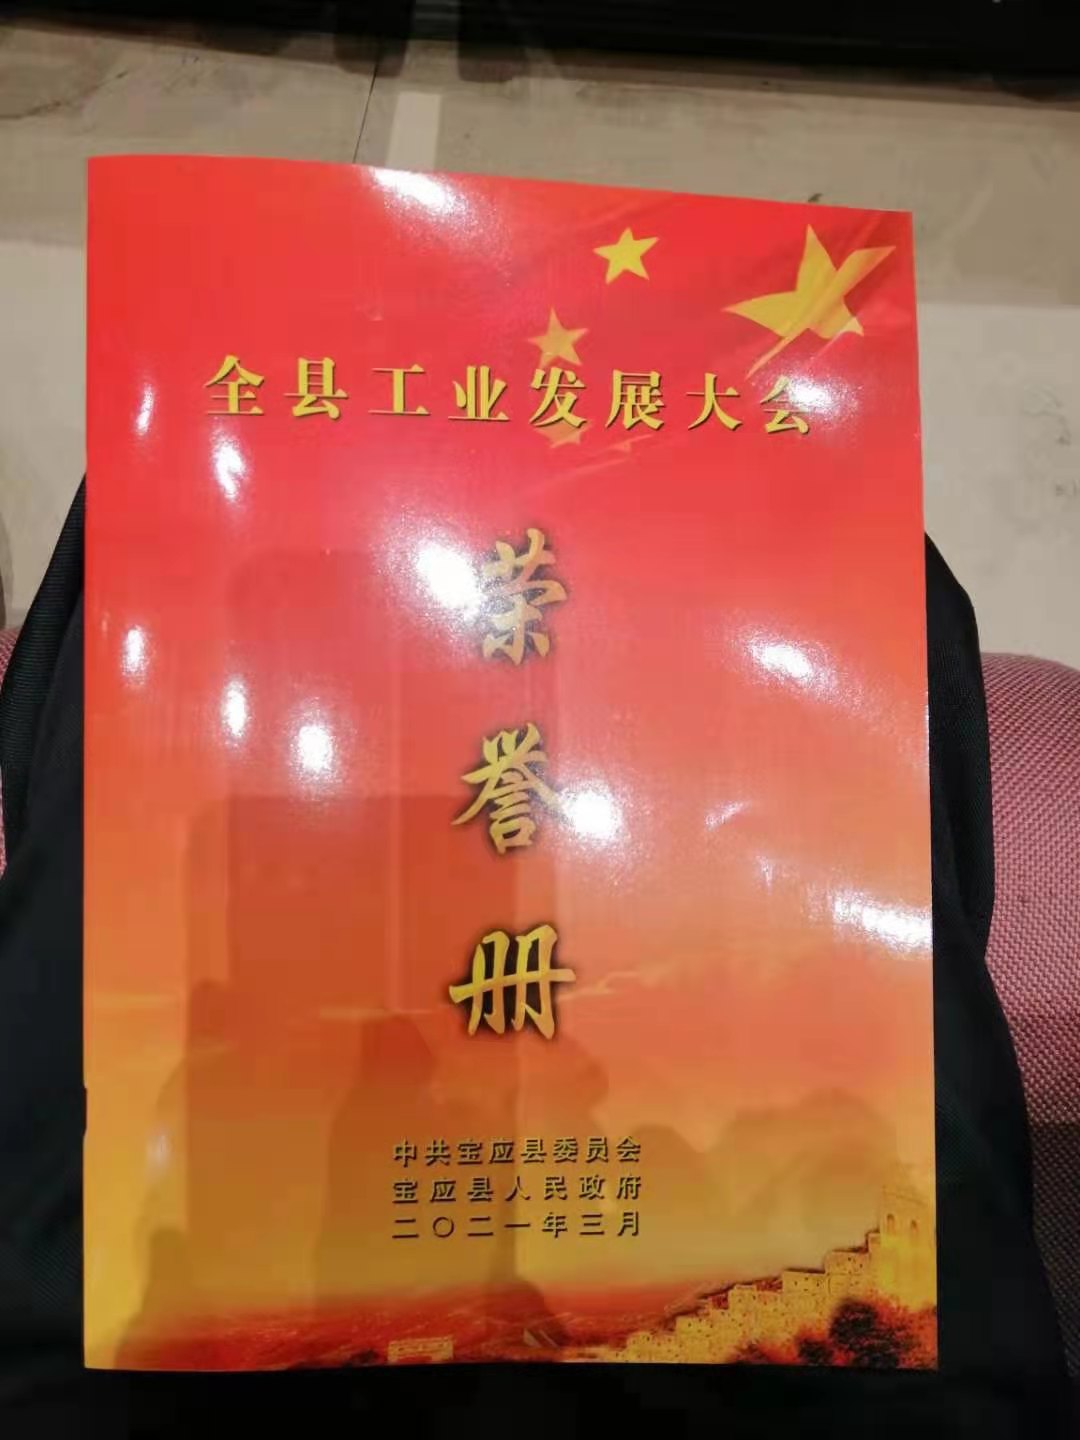 全县工业发展大会
荣
誉
册
中共宝应县委员会
宝应县人民政府
二〇二一年三月